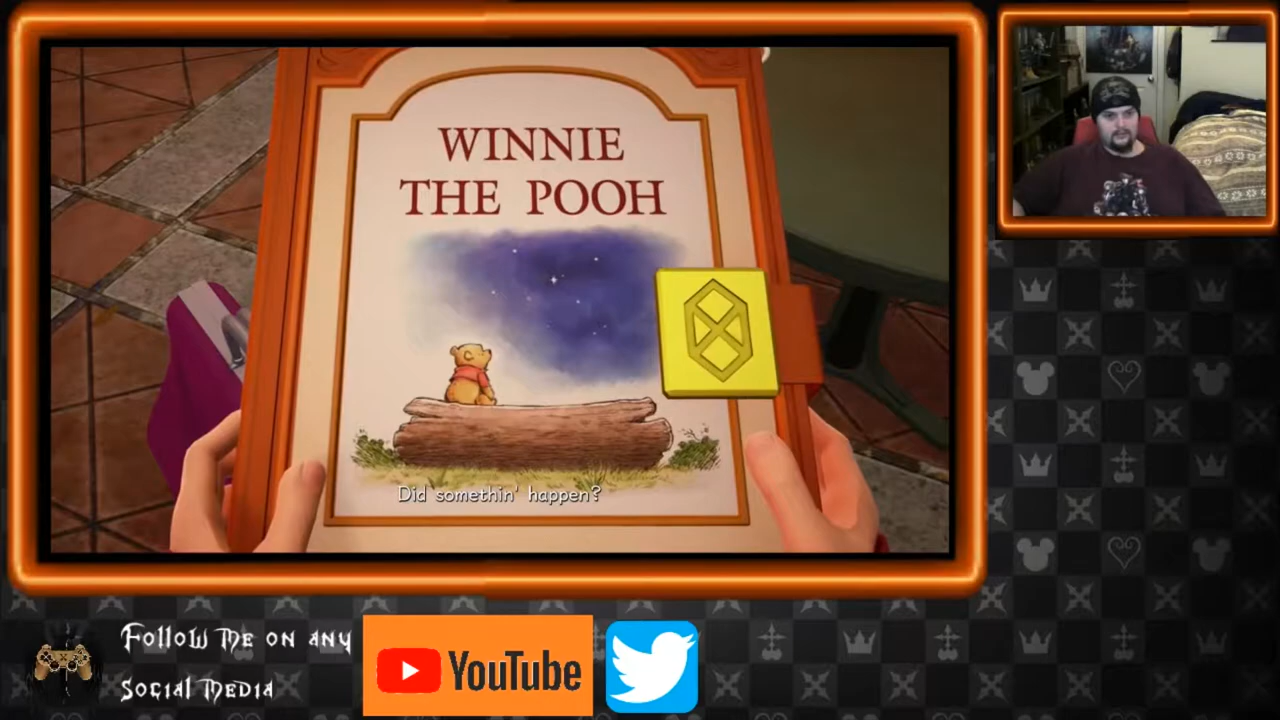 WINNIE
THE POOH
Did somethin' happen?
Follow Me on any
Social Media
YouTube